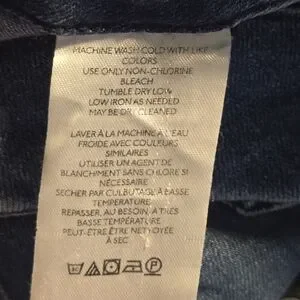 MACHINE WASH COLD WITH LIKE
COLORS
USE ONLY NON-CHLORINE
BLEACH
TUMBLE DRY LOW
LOW IRON AS NEEDED
MAY BE DRY CLEANED
LAVER À LA MACHINE À L'EAU
FROIDE AVEC COULEURS
SIMILAIRES
UTILISER UN AGENT DE
BLANCHIMENT SANS CHLORE SI
NÉCESSAIRE
SECHER PAR CULBUTAGE À BASSE
TEMPÉRATURE
REPASSER, AU BESOIN, À TRÈS
BASSE TEMPÉRATURE
PEUT-ÊTRE ÊTRE NETTOYÉE
À SEC